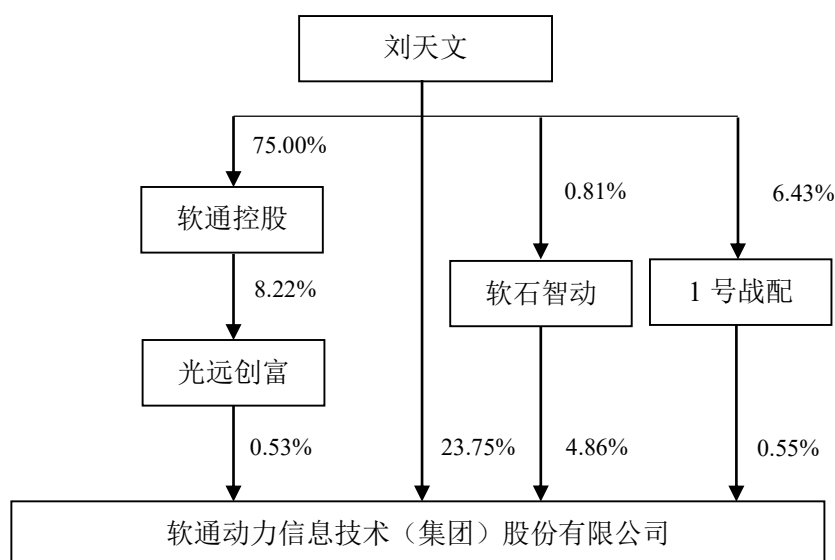 刘天文
75.00%
0.81%
6.43%
软通控股
软石智动
1 号战配
8.22%
光远创富
0.53%
23.75%
4.86%
0.55%
软通动力信息技术（集团）股份有限公司